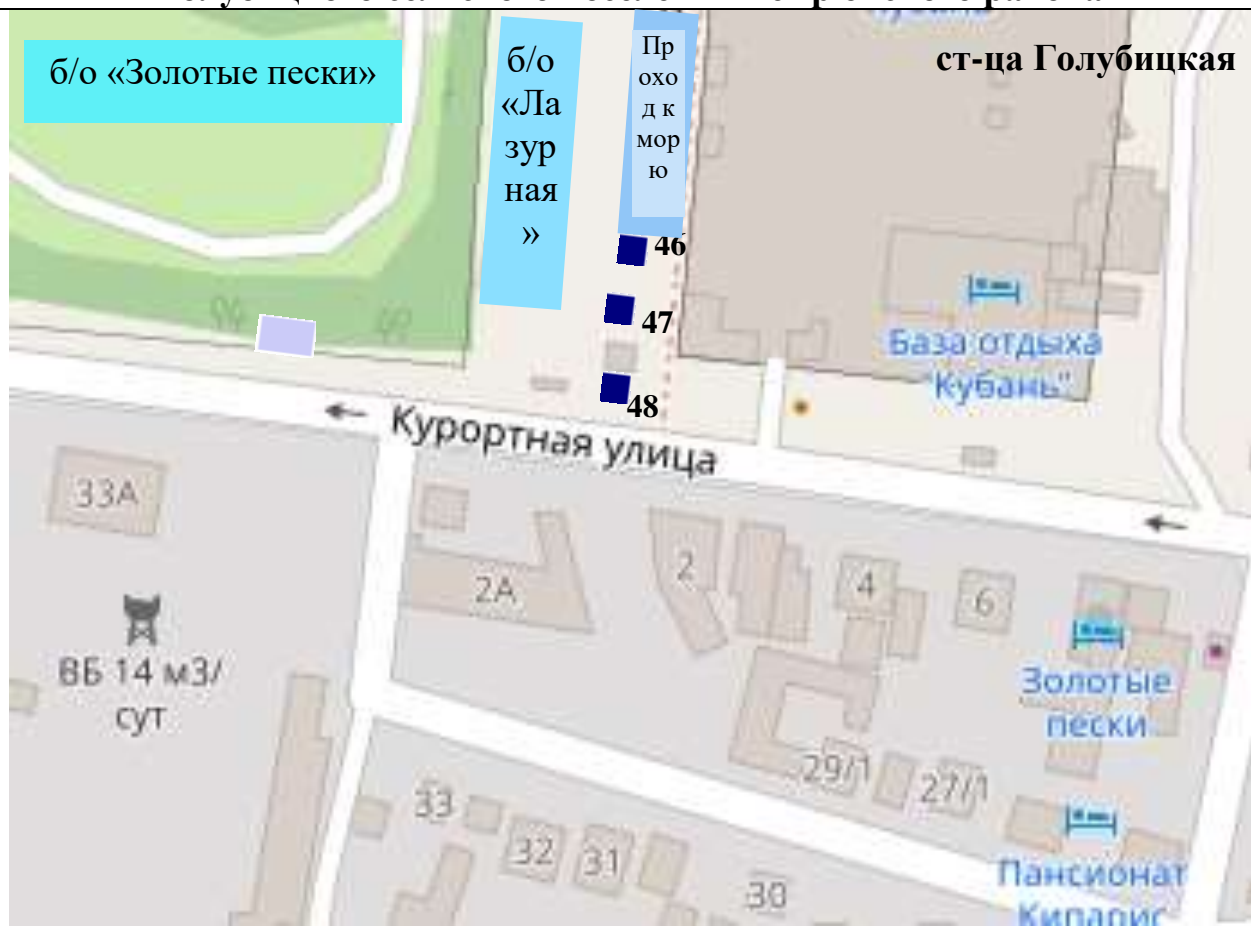 б/о «Золотые пески»
б/о
«Ла
зур
ная
»
Пр
охо
д к
мор
ю
ст-ца Голубицкая
46
47
48
База отдыха
"Кубань"
Курортная улица
33А
2А
2
4
6
ВБ 14 м3/
сут
Золотые
пески
29/1
27/1
33
32
31
30
Пансионат
Кипарис